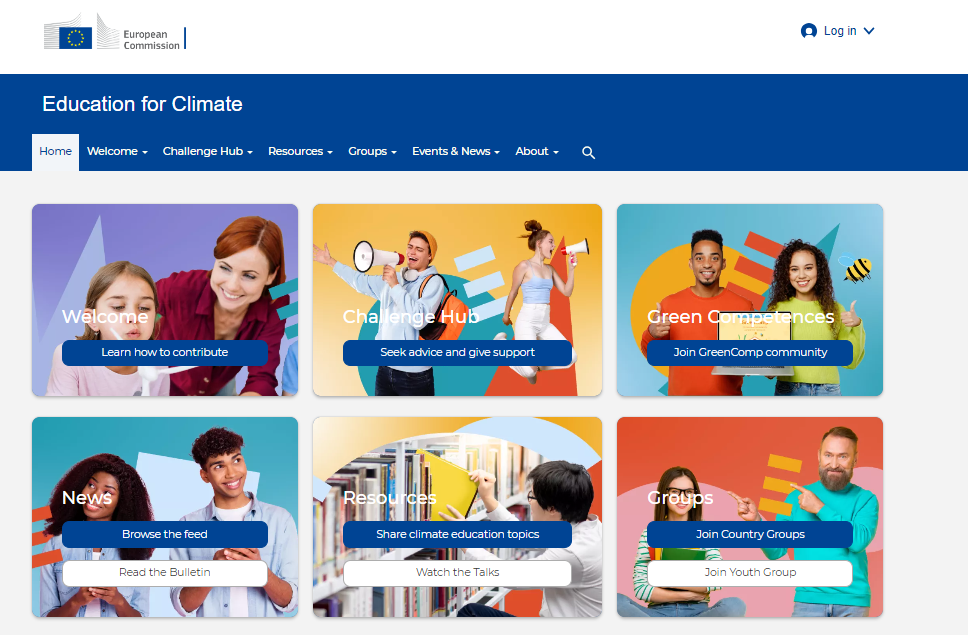 European
Commission
Log in
Education for Climate
Home
Welcome
Challenge Hub
Resources
Groups
Events & News
About
Welcome
Learn how to contribute
Challenge Hub
Seek advice and give support
Green Competences
Join GreenComp community
News
Browse the feed
Read the Bulletin
Resources
Share climate education topics
Watch the Talks
Groups
Join Country Groups
Join Youth Group